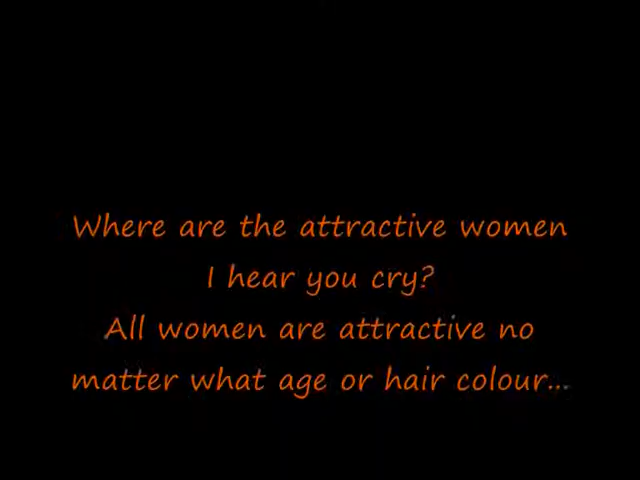 Where are the attractive women
I hear you cry?
All women are attractive no
matter what age or hair colour...